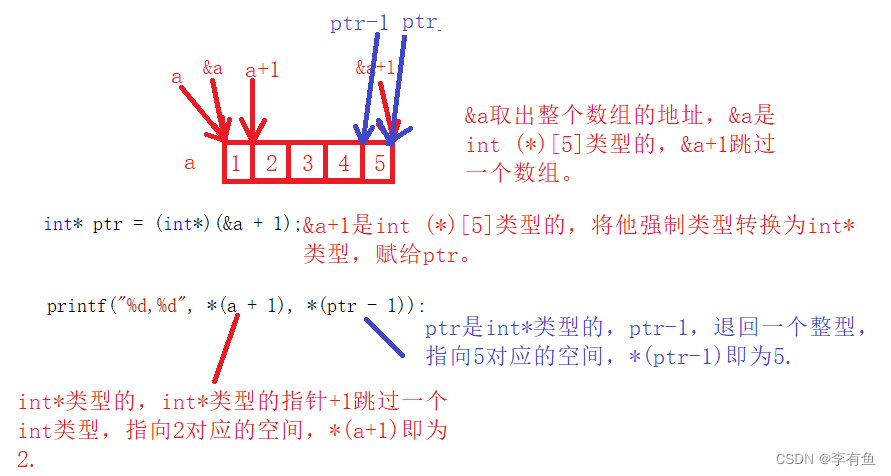 ptr-1 ptr
a &a a+1 &a+1
a 1 2 3 4 5
&a取出整个数组的地址，&a是
int (*)[5]类型的，&a+1跳过
一个数组。
int* ptr = (int*)(&a + 1);&a+1是int (*)[5]类型的，将他强制类型转换为int*
类型，赋给ptr。
printf("%d,%d", *(a + 1), *(ptr - 1)):
ptr是int*类型的，ptr-1，退回一个整型，
指向5对应的空间，*(ptr-1)即为5.
int*类型的，int*类型的指针+1跳过一个
int类型，指向2对应的空间，*(a+1)即为
2.
CSDN @李有鱼